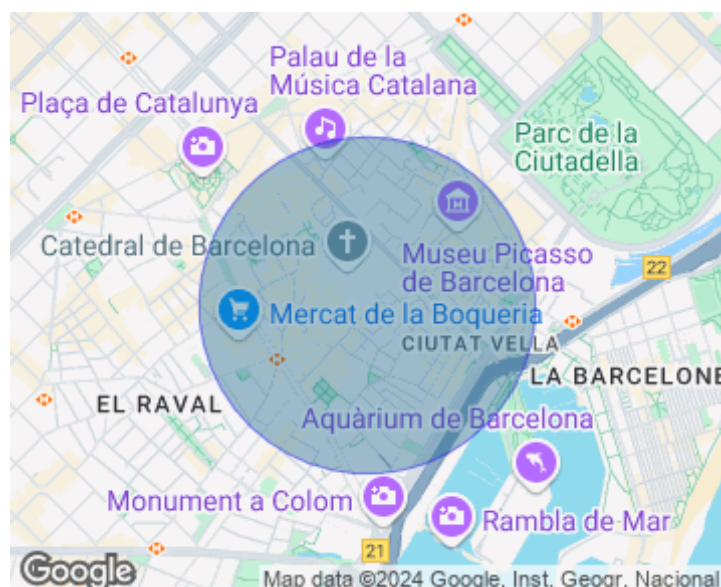 Palau de la
Música Catalana
Plaça de Catalunya
Parc de la
Ciutadella
Catedral de Barcelona
Museu Picasso
de Barcelona
22
Mercat de la Boqueria
CIUTAT VELLA
LA BARCELONE
EL RAVAL
Aquàrium de Barcelona
Monument a Colom
Rambla de Mar
21
Google
Map data ©2024 Google, Inst. Geogr. Nacional